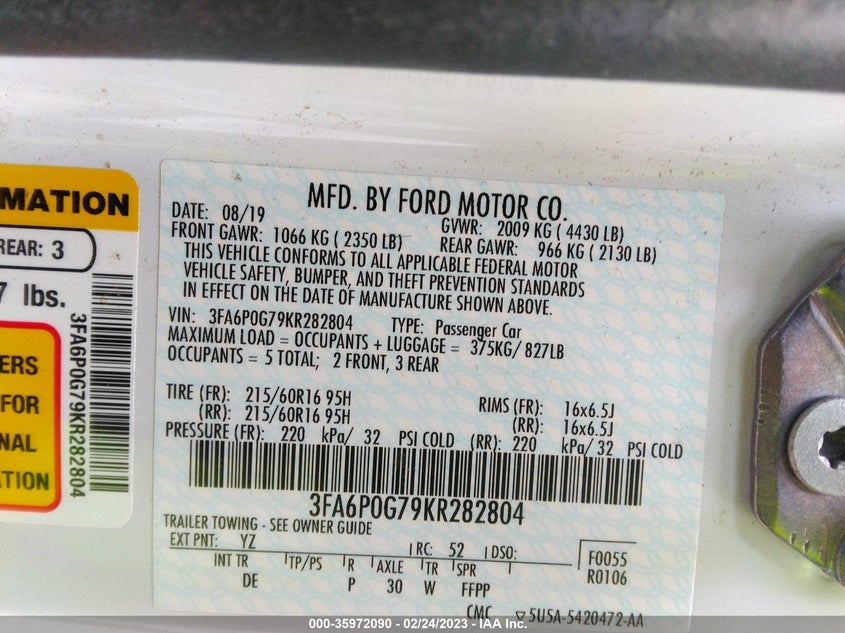 MATION
REAR: 3
7 lbs.
ERS
FOR
NAL
ATION
3FA6P0G79KR282804
MFD. BY FORD MOTOR CO.
DATE: 08/19 GVWR: 2009 KG ( 4430 LB)
FRONT GAWR: 1066 KG ( 2350 LB) REAR GAWR: 966 KG ( 2130 LB)
THIS VEHICLE CONFORMS TO ALL APPLICABLE FEDERAL MOTOR
VEHICLE SAFETY, BUMPER, AND THEFT PREVENTION STANDARDS
IN EFFECT ON THE DATE OF MANUFACTURE SHOWN ABOVE.
VIN: 3FA6P0G79KR282804 TYPE: Passenger Car
MAXIMUM LOAD = OCCUPANTS + LUGGAGE = 375KG/ 827LB
OCCUPANTS = 5 TOTAL; 2 FRONT, 3 REAR
TIRE (FR): 215/60R16 95H RIMS (FR): 16x6.5J
(RR): 215/60R16 95H (RR): 16x6.5J
PRESSURE (FR): 220 kPa/ 32 PSI COLD (RR): 220 kPa/ 32 PSI COLD
3FA6P0G79KR282804
TRAILER TOWING - SEE OWNER GUIDE
EXT PNT: YZ RC: 52 DSO: F0055
INT TR TP/PS R AXLE TR SPR R0106
DE P 30 W FFPP
CMC ▽5U5A-5420472-AA
000-35972090 - 02/24/2023 - IAA Inc.